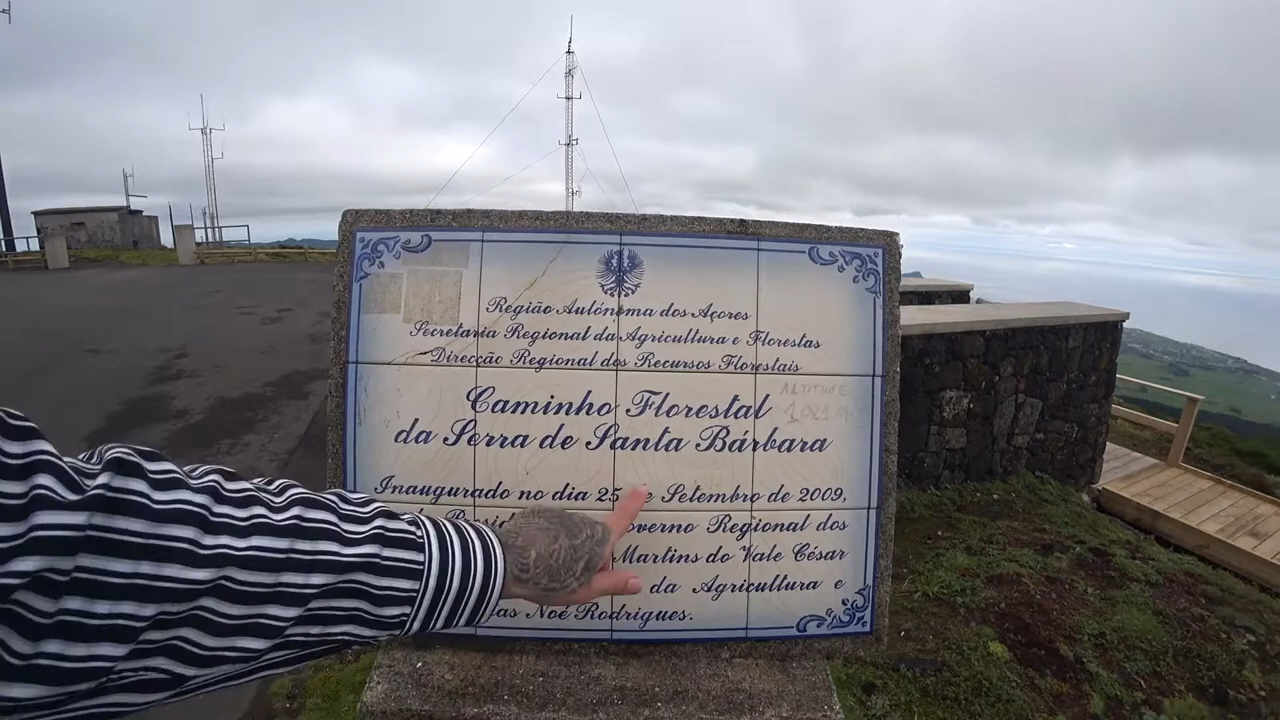 Região Autónoma dos Açores
Secretaria Regional da Agricultura e Florestas
Direcção Regional dos Recursos Florestais
Caminho Florestal
ALTITUDE
1021 M
da Serra de Santa Bárbara
Inaugurado no dia 25 de Setembro de 2009,
Governo Regional dos
Martins do Vale César
da Agricultura e
Noé Rodrigues.